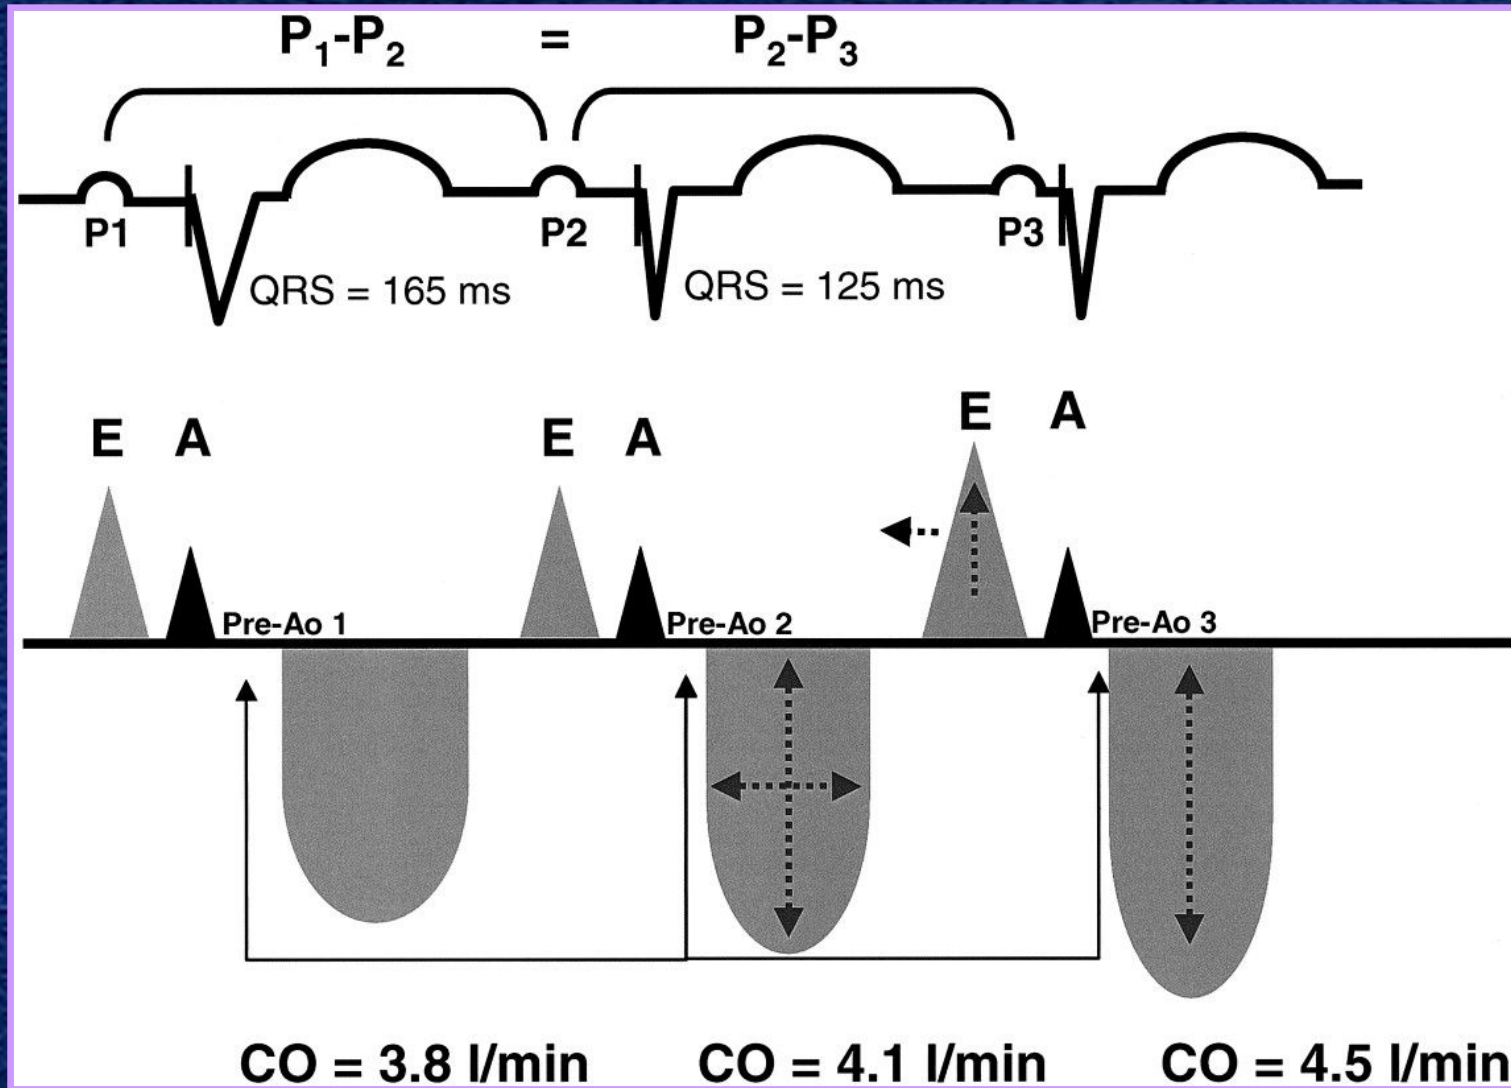 P1-P2 = P2-P3
P1 P2 P3
QRS = 165 ms QRS = 125 ms
E A E A E A
Pre-Ao 1 Pre-Ao 2 Pre-Ao 3
CO = 3.8 l/min CO = 4.1 l/min CO = 4.5 l/min